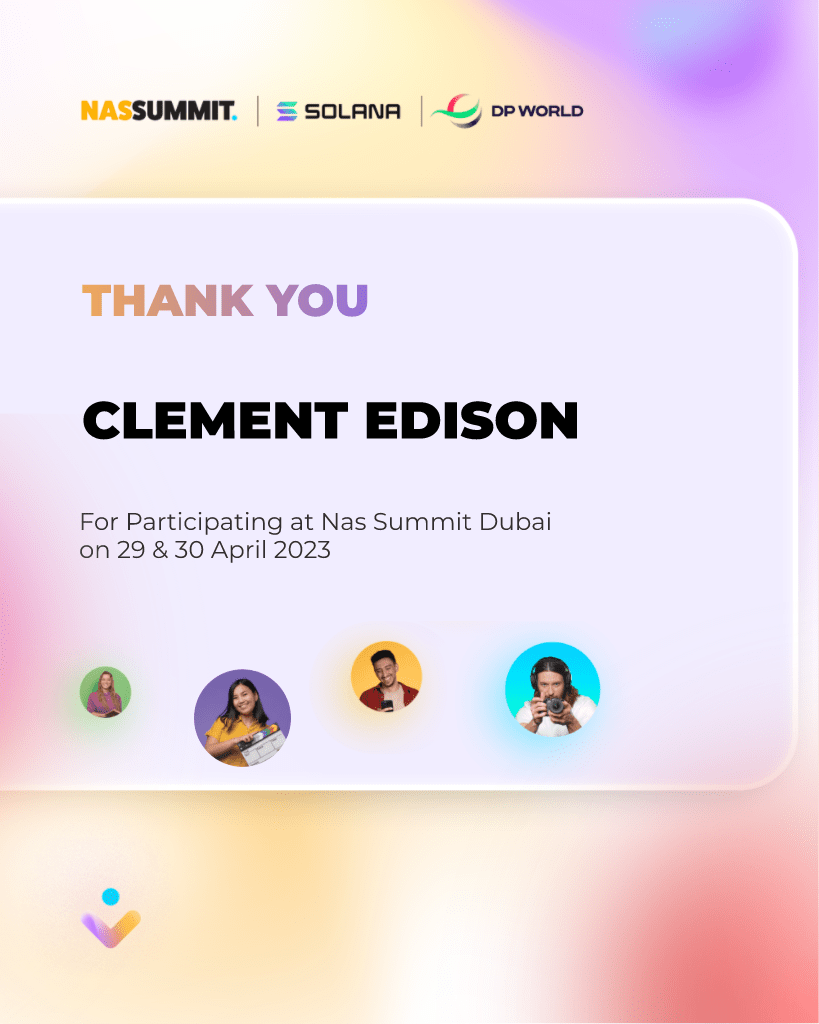 NASSUMMIT.
SOLANA
DP WORLD
THANK YOU
CLEMENT EDISON
For Participating at Nas Summit Dubai
on 29 & 30 April 2023